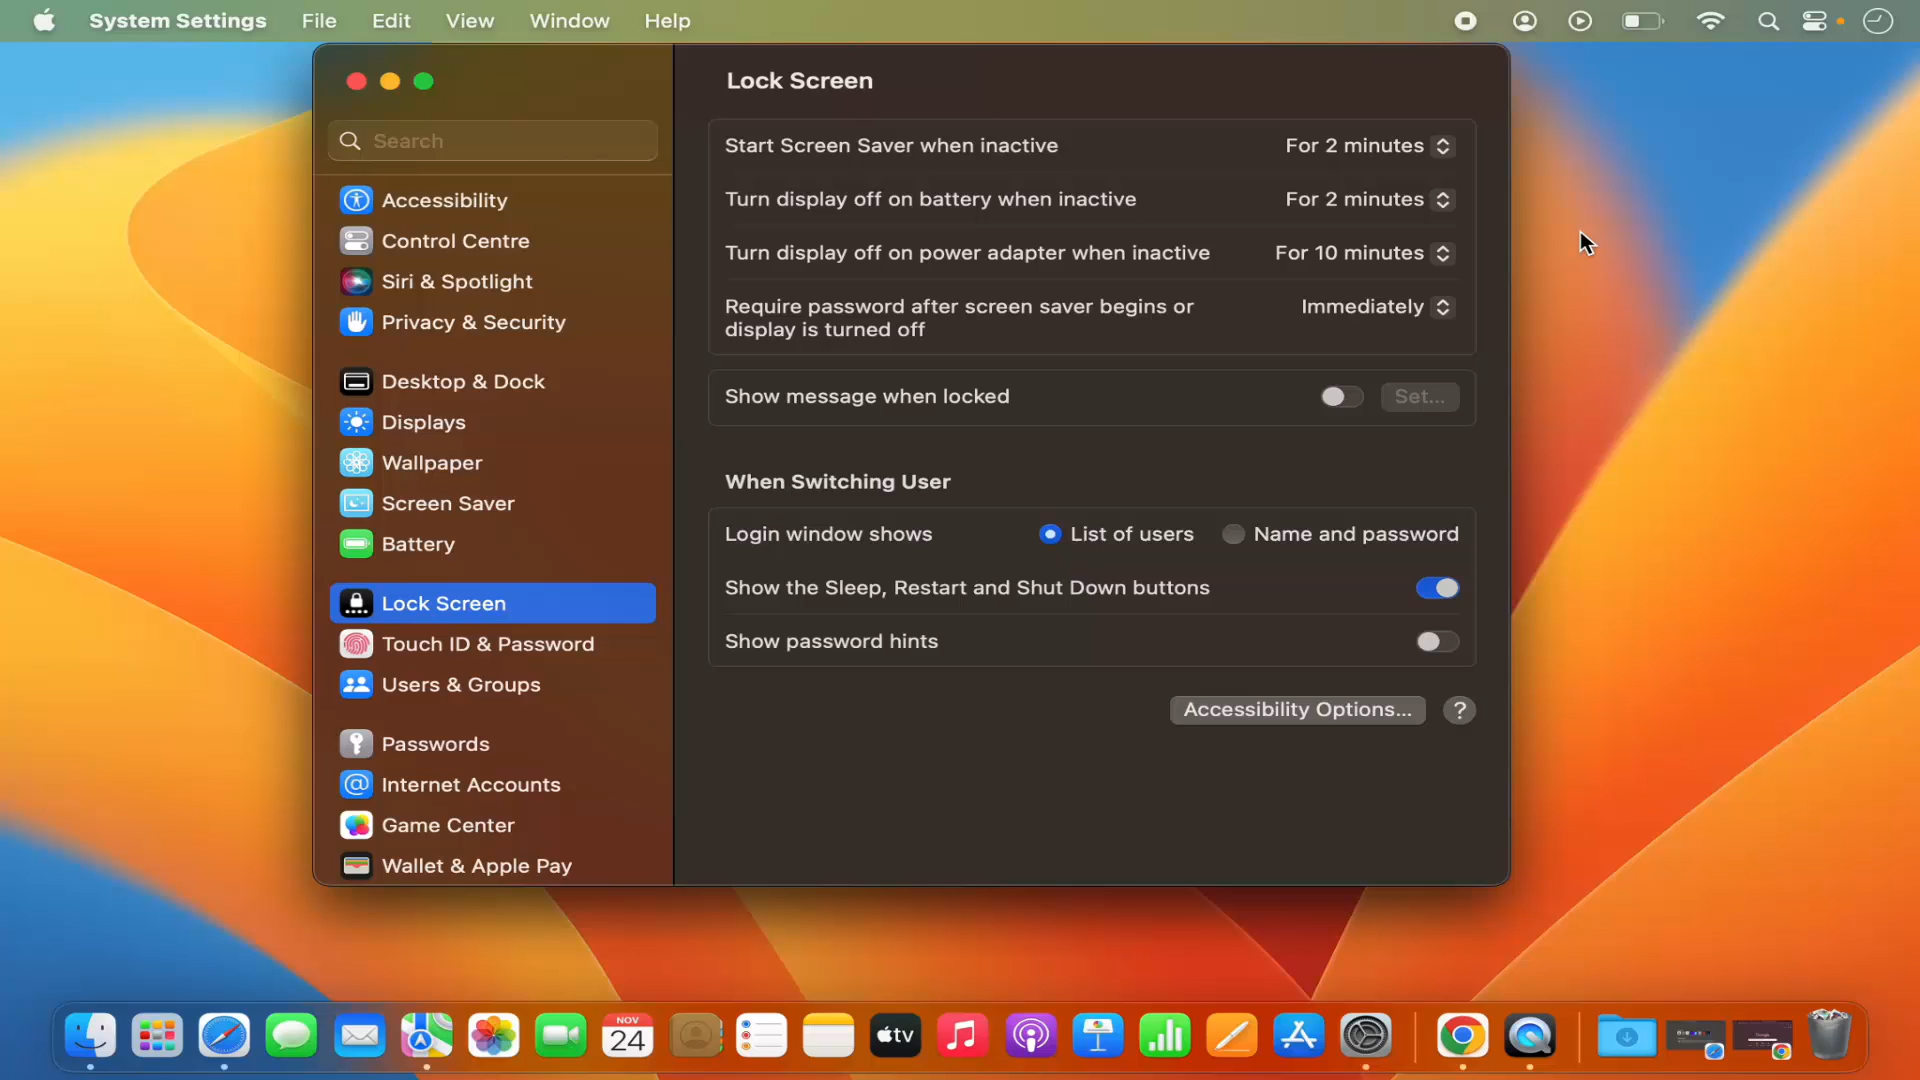 System Settings File Edit View Window Help
Lock Screen
Search
Accessibility
Control Centre
Siri & Spotlight
Privacy & Security
Desktop & Dock
Displays
Wallpaper
Screen Saver
Battery
Lock Screen
Touch ID & Password
Users & Groups
Passwords
Internet Accounts
Game Center
Wallet & Apple Pay
Start Screen Saver when inactive For 2 minutes
Turn display off on battery when inactive For 2 minutes
Turn display off on power adapter when inactive For 10 minutes
Require password after screen saver begins or Immediately
display is turned off
Show message when locked Set...
When Switching User
Login window shows List of users Name and password
Show the Sleep, Restart and Shut Down buttons
Show password hints
Accessibility Options... ?
NOV
24
tv